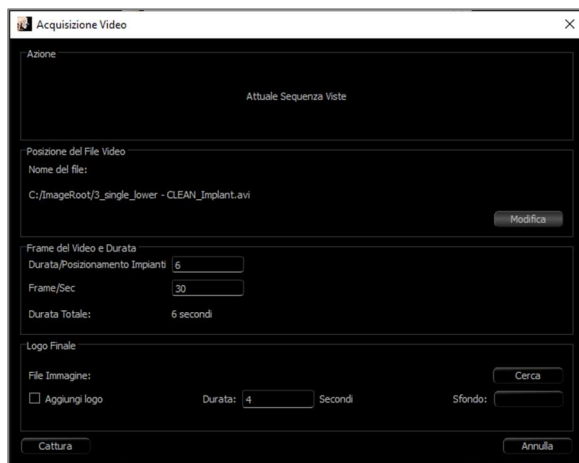 Acquisizione Video
Azione
Attuale Sequenza Viste
Posizione del File Video
Nome del file:
C:/ImageRoot/3_single_lower - CLEAN_Implant.avi
Modifica
Frame del Video e Durata
Durata/Posizionamento Impianti 6
Frame/Sec 30
Durata Totale: 6 secondi
Logo Finale
File Immagine: Cerca
Aggiungi logo Durata: 4 Secondi Sfondo:
Cattura Annulla